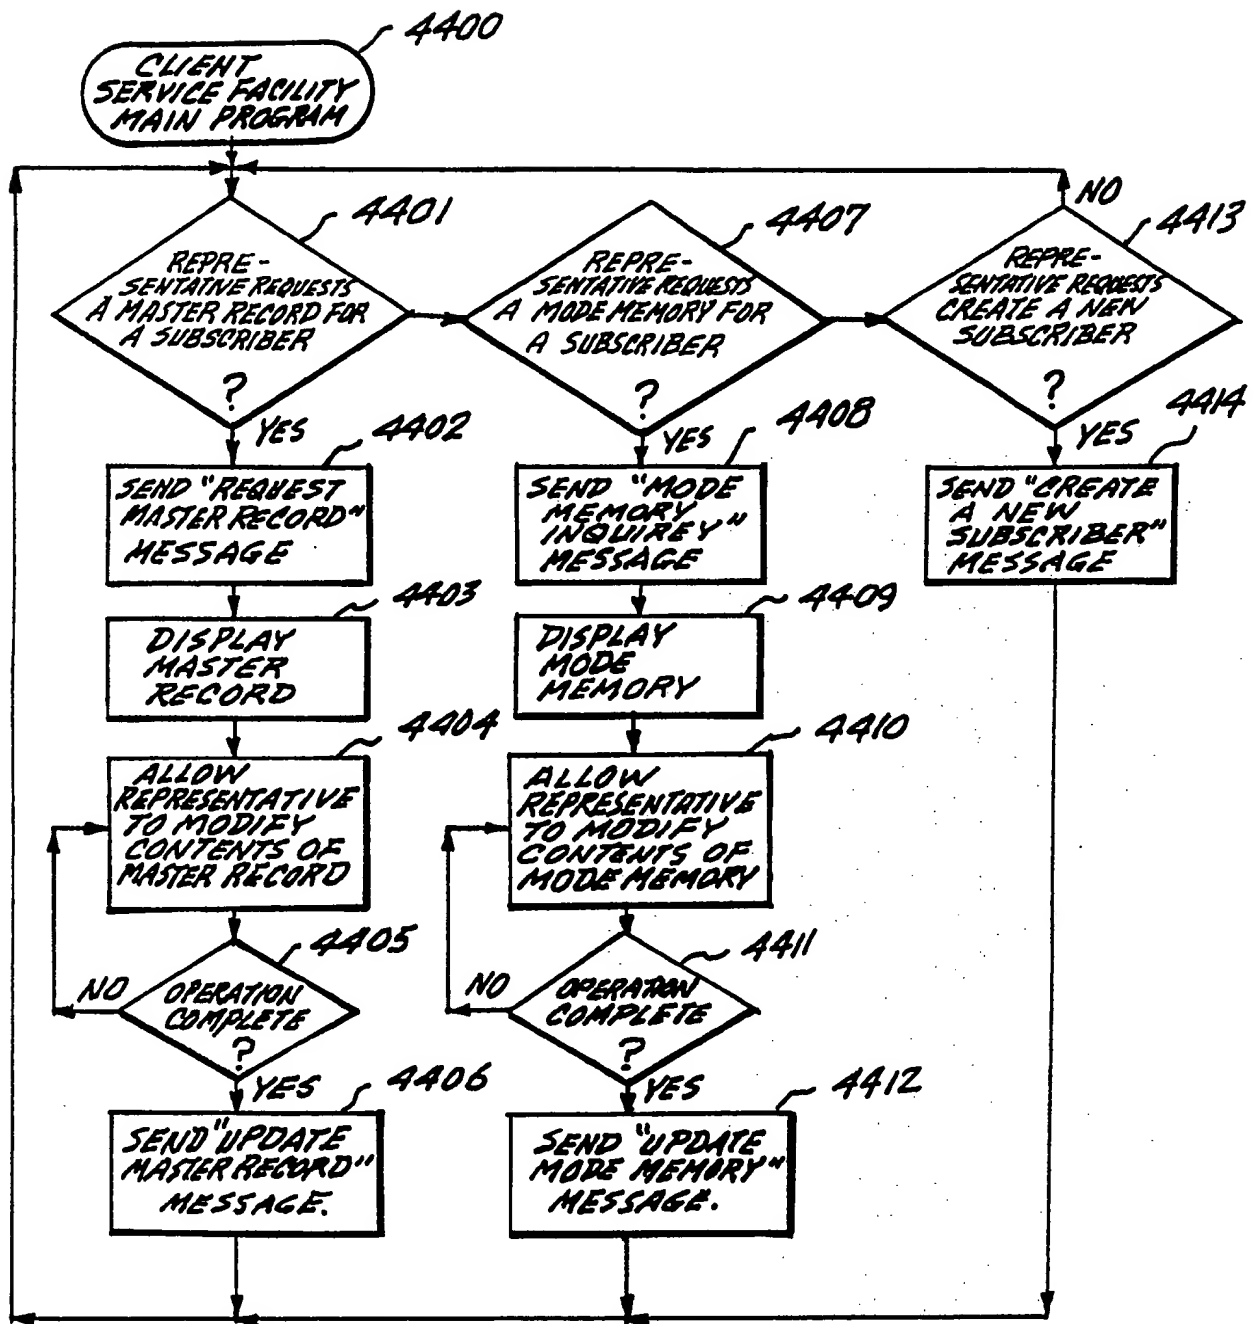 4400
CLIENT
SERVICE FACILITY
MAIN PROGRAM
4401
REPRE-
SENTATIVE REQUESTS
A MASTER RECORD FOR
A SUBSCRIBER
?
YES
4402
SEND "REQUEST
MASTER RECORD"
MESSAGE
4403
DISPLAY
MASTER
RECORD
4404
ALLOW
REPRESENTATIVE
TO MODIFY
CONTENTS OF
MASTER RECORD
4405
NO
OPERATION
COMPLETE
?
YES
4406
SEND "UPDATE
MASTER RECORD"
MESSAGE.
4407
REPRE-
SENTATIVE REQUESTS
A MODE MEMORY FOR
A SUBSCRIBER
?
YES
4408
SEND "MODE
MEMORY
INQUIREY"
MESSAGE
4409
DISPLAY
MODE
MEMORY
4410
ALLOW
REPRESENTATIVE
TO MODIFY
CONTENTS OF
MODE MEMORY
4411
NO
OPERATION
COMPLETE
?
YES
4412
SEND "UPDATE
MODE MEMORY"
MESSAGE.
NO
4413
REPRE-
SENTATIVE REQUESTS
CREATE A NEW
SUBSCRIBER
?
YES
4414
SEND "CREATE
A NEW
SUBSCRIBER"
MESSAGE